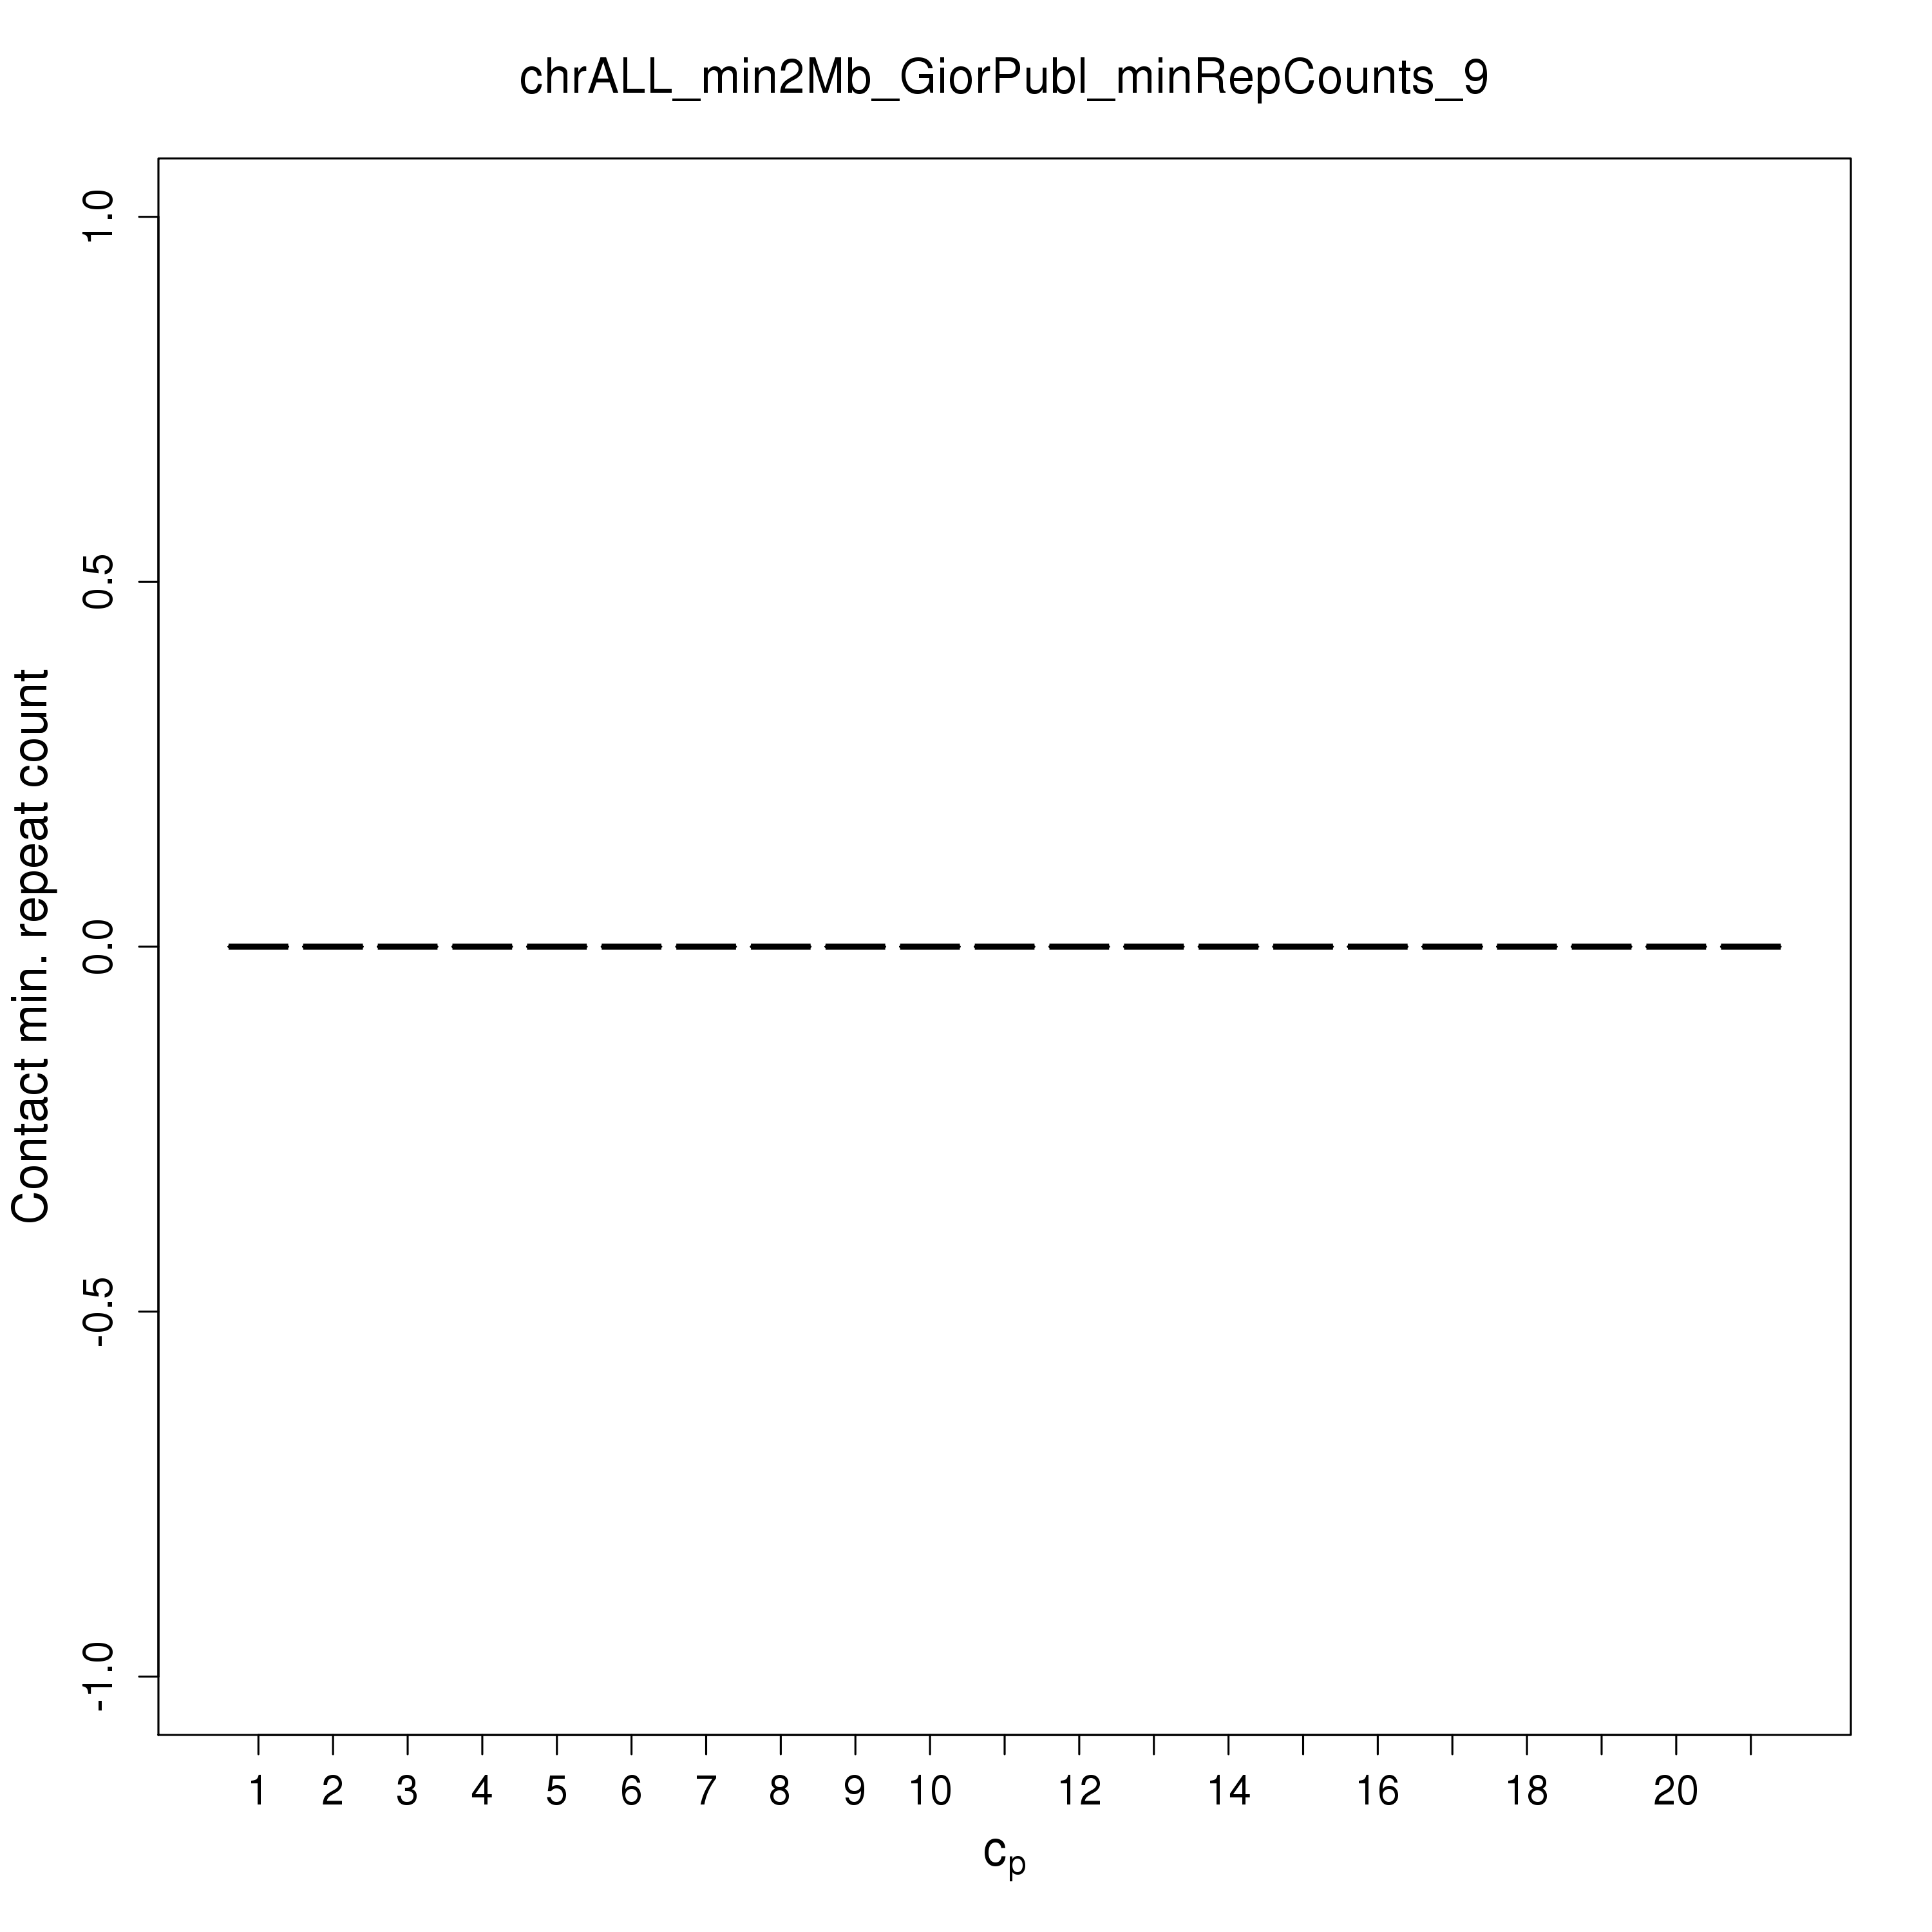 chrALL_min2Mb_GiorPubl_minRepCounts_9
Contact min. repeat count
1.0
0.5
0.0
-0.5
-1.0
1 2 3 4 5 6 7 8 9 10 12 14 16 18 20
cp